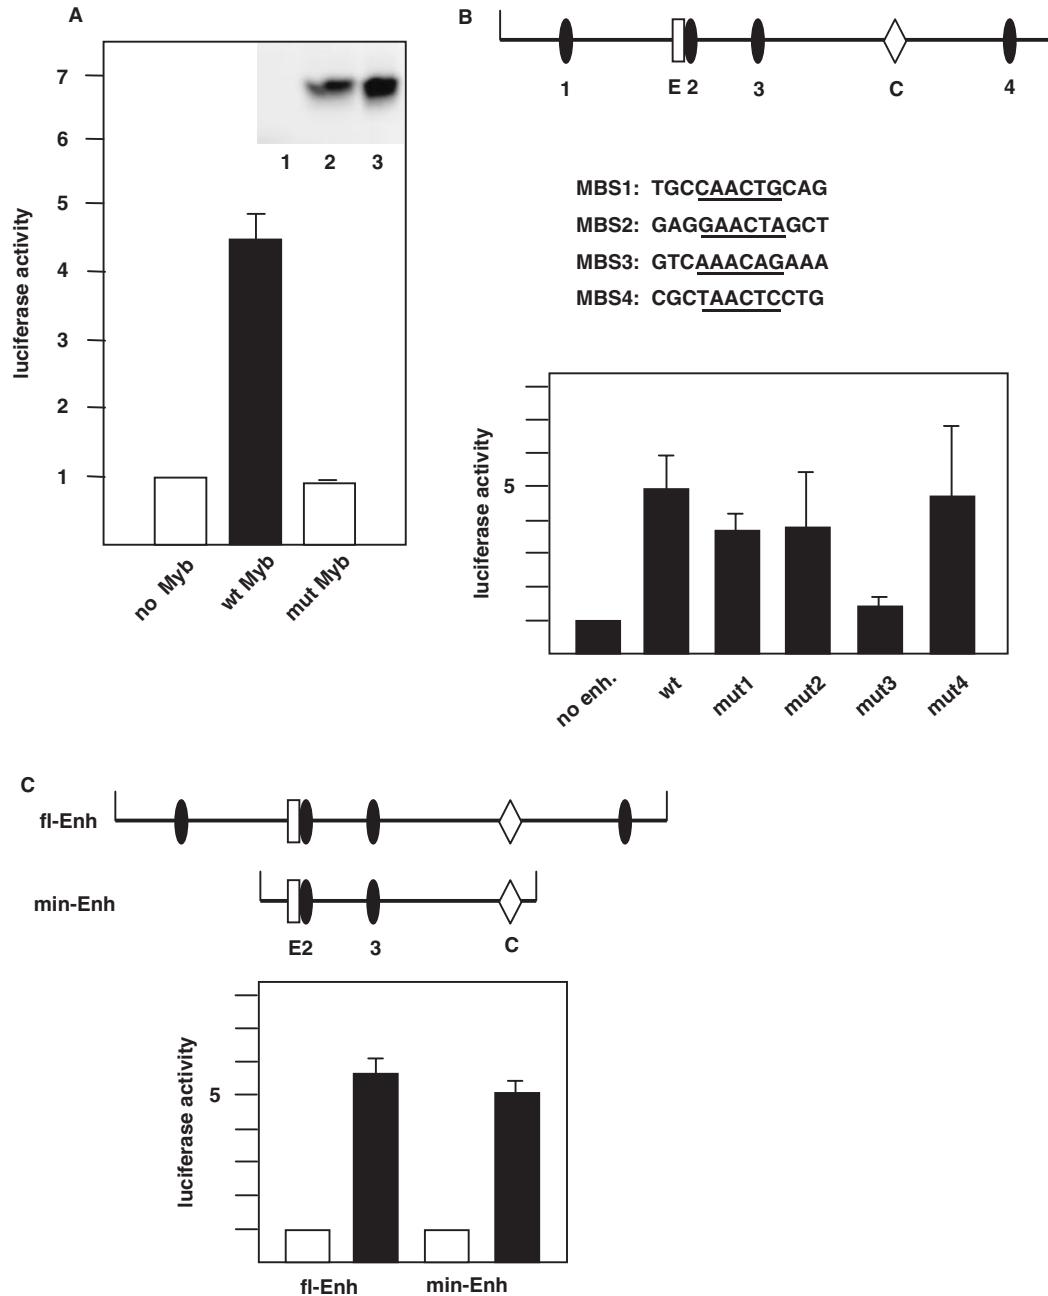 A
7
6
5
4
3
2
1
luciferase activity
1 2 3
no Myb
wt Myb
mut Myb
B
1 E 2 3 C 4
MBS1: TGCCAACTGCAG
MBS2: GAGGAACTAGCT
MBS3: GTCAAACAGAAA
MBS4: CGCTAACTCCTG
luciferase activity
5
no enh.
wt
mut1
mut2
mut3
mut4
C
fl-Enh
min-Enh
E2 3 C
luciferase activity
5
fl-Enh min-Enh